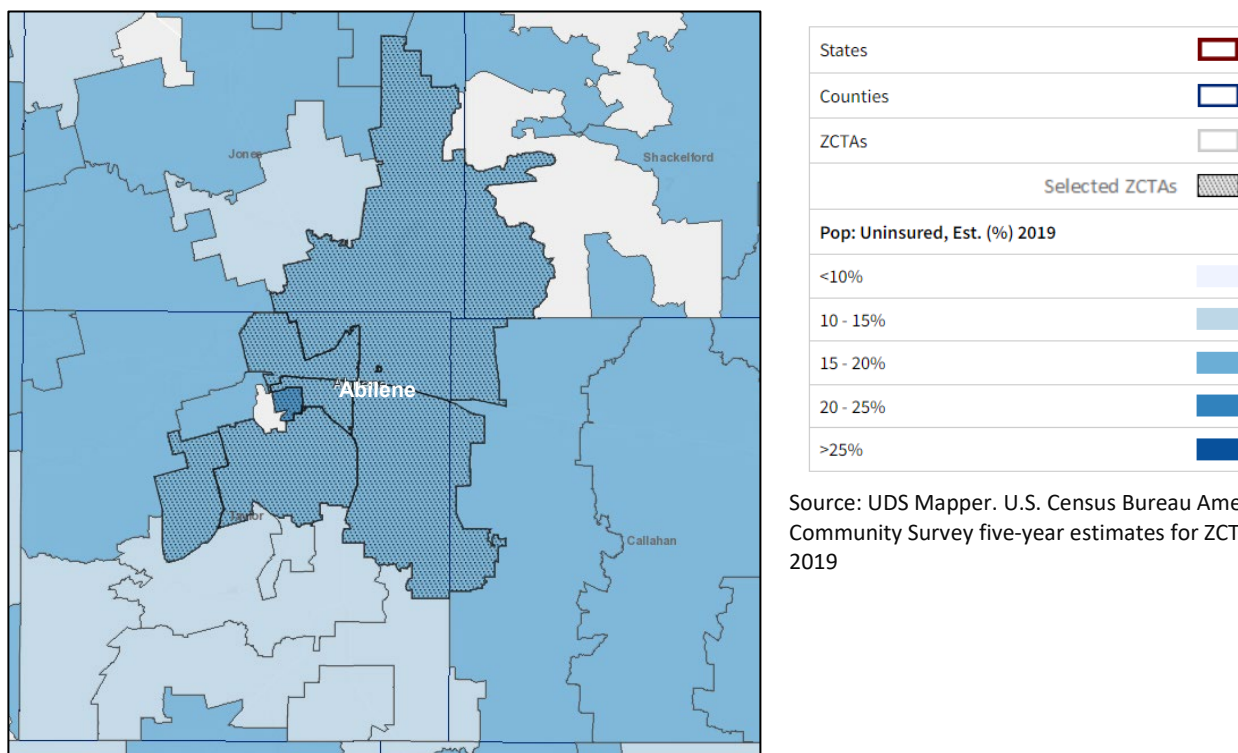 Jones
Shackelford
Abilene
Taylor
Callahan
States
Counties
ZCTAs
Selected ZCTAs
Pop: Uninsured, Est. (%) 2019
<10%
10 - 15%
15 - 20%
20 - 25%
>25%
Source: UDS Mapper. U.S. Census Bureau Ame
Community Survey five-year estimates for ZCT
2019